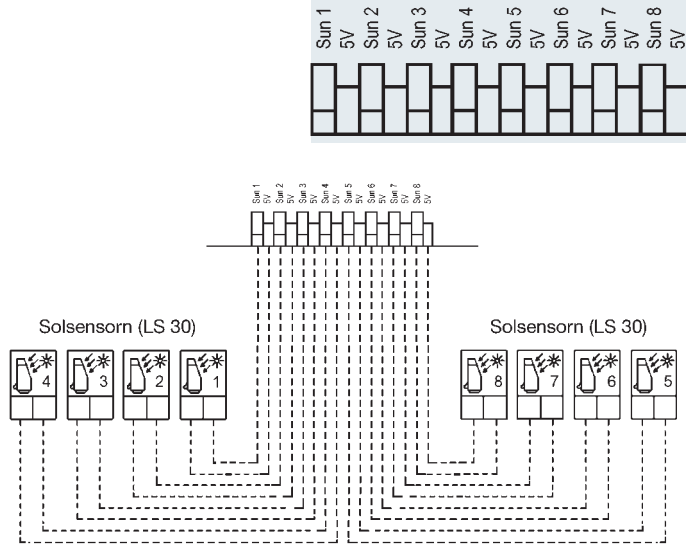 Sun 1 5V Sun 2 5V Sun 3 5V Sun 4 5V Sun 5 5V Sun 6 5V Sun 7 5V Sun 8 5V
Sun 1 5V Sun 2 5V Sun 3 5V Sun 4 5V Sun 5 5V Sun 6 5V Sun 7 5V Sun 8 5V
Solsensorn (LS 30)
4 3 2 1
Solsensorn (LS 30)
8 7 6 5